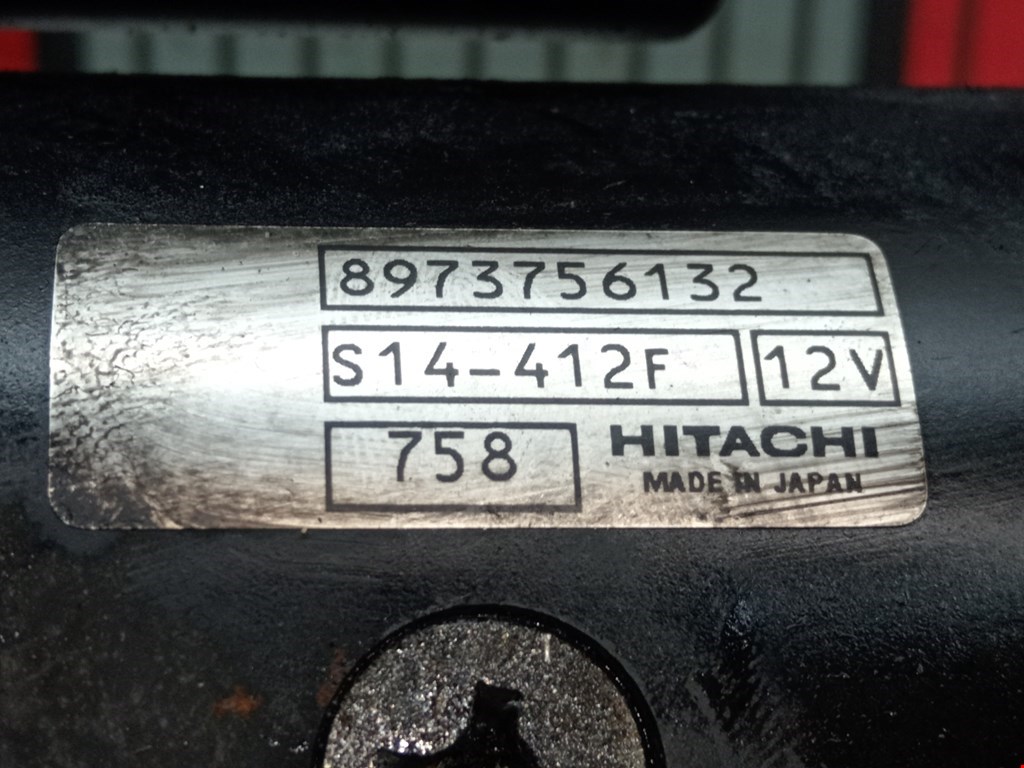 8973756132
S14-412F 12V
758 HITACHI
MADE IN JAPAN